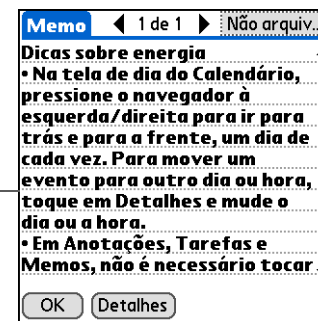 Memo 1 de 1 Não arquiv..
Dicas sobre energia
• Na tela de dia do Calendário,
pressione o navegador à
esquerda/direita para ir para
trás e para a frente, um dia de
cada vez. Para mover um
evento para outro dia ou hora,
toque em Detalhes e mude o
dia ou a hora.
• Em Anotações, Tarefas e
Memos, não é necessário tocar
OK Detalhes